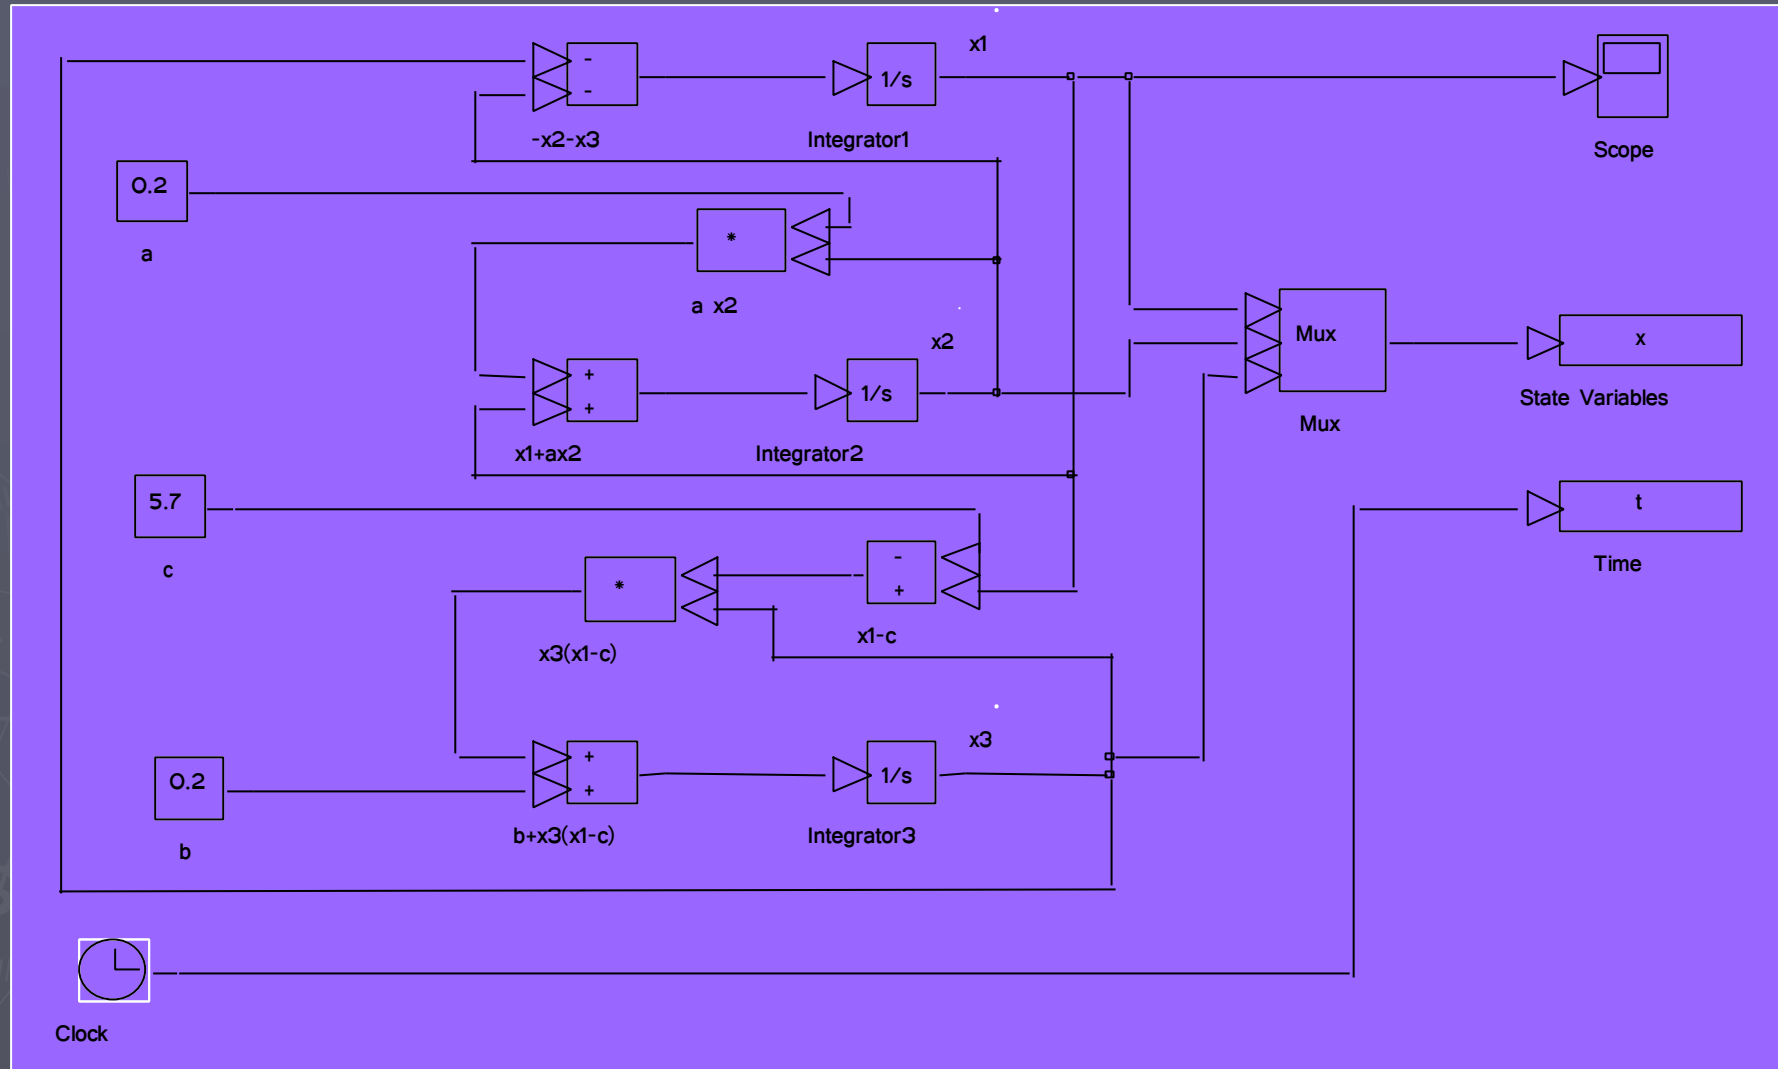 x1
-
-
1/s
-x2-x3
Integrator1
Scope
0.2
a
*
a x2
x2
+
+
1/s
x1+ax2
Integrator2
Mux
Mux
x
State Variables
5.7
c
-
+
x1-c
*
x3(x1-c)
t
Time
x3
+
+
1/s
0.2
b
b+x3(x1-c)
Integrator3
Clock